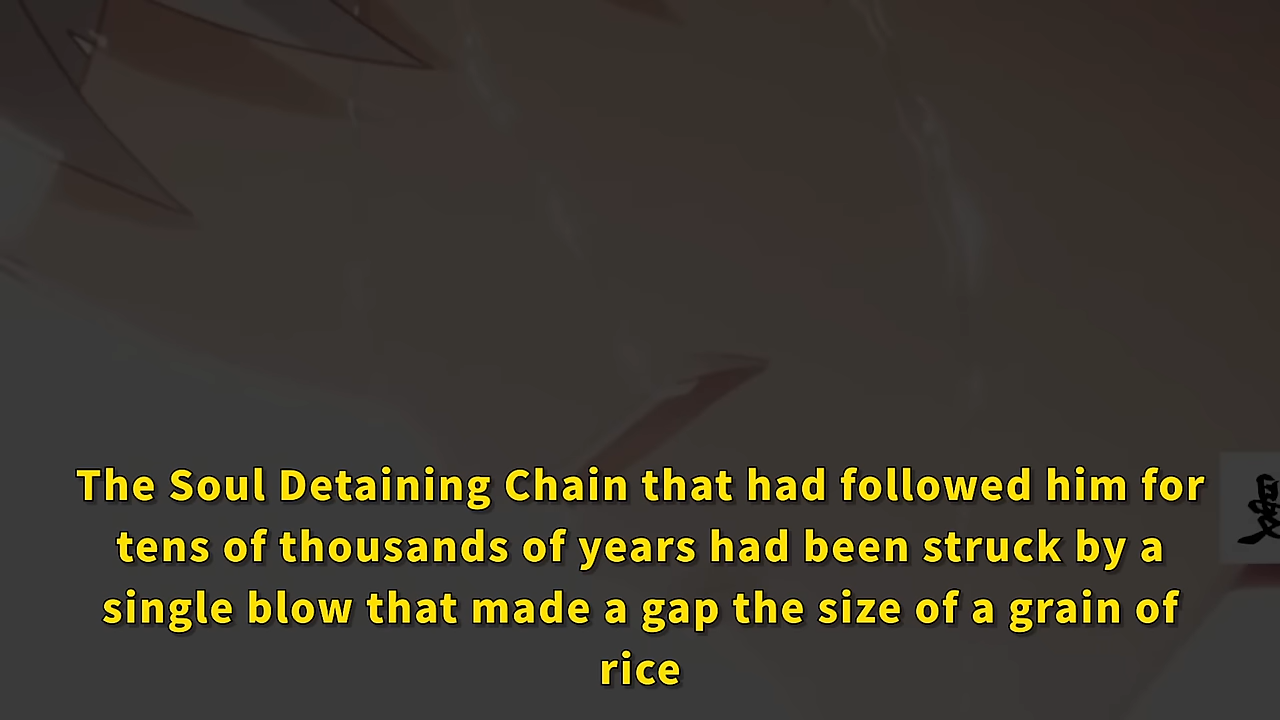 The Soul Detaining Chain that had followed him for
tens of thousands of years had been struck by a
single blow that made a gap the size of a grain of
rice